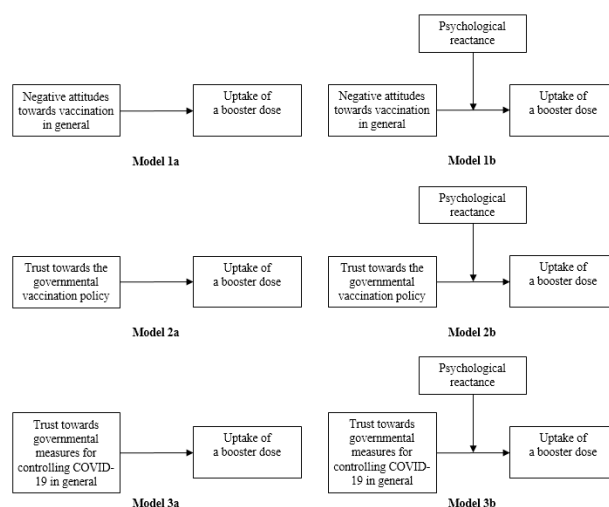 Psychological
reactance
Negative attitudes
towards vaccination
in general
Uptake of
a booster dose
Negative attitudes
towards vaccination
in general
Uptake of
a booster dose
Model 1a
Model 1b
Psychological
reactance
Trust towards the
governmental
vaccination policy
Uptake of
a booster dose
Trust towards the
governmental
vaccination policy
Uptake of
a booster dose
Model 2a
Model 2b
Psychological
reactance
Trust towards
governmental
measures for
controlling COVID-
19 in general
Uptake of
a booster dose
Trust towards
governmental
measures for
controlling COVID-
19 in general
Uptake of
a booster dose
Model 3a
Model 3b